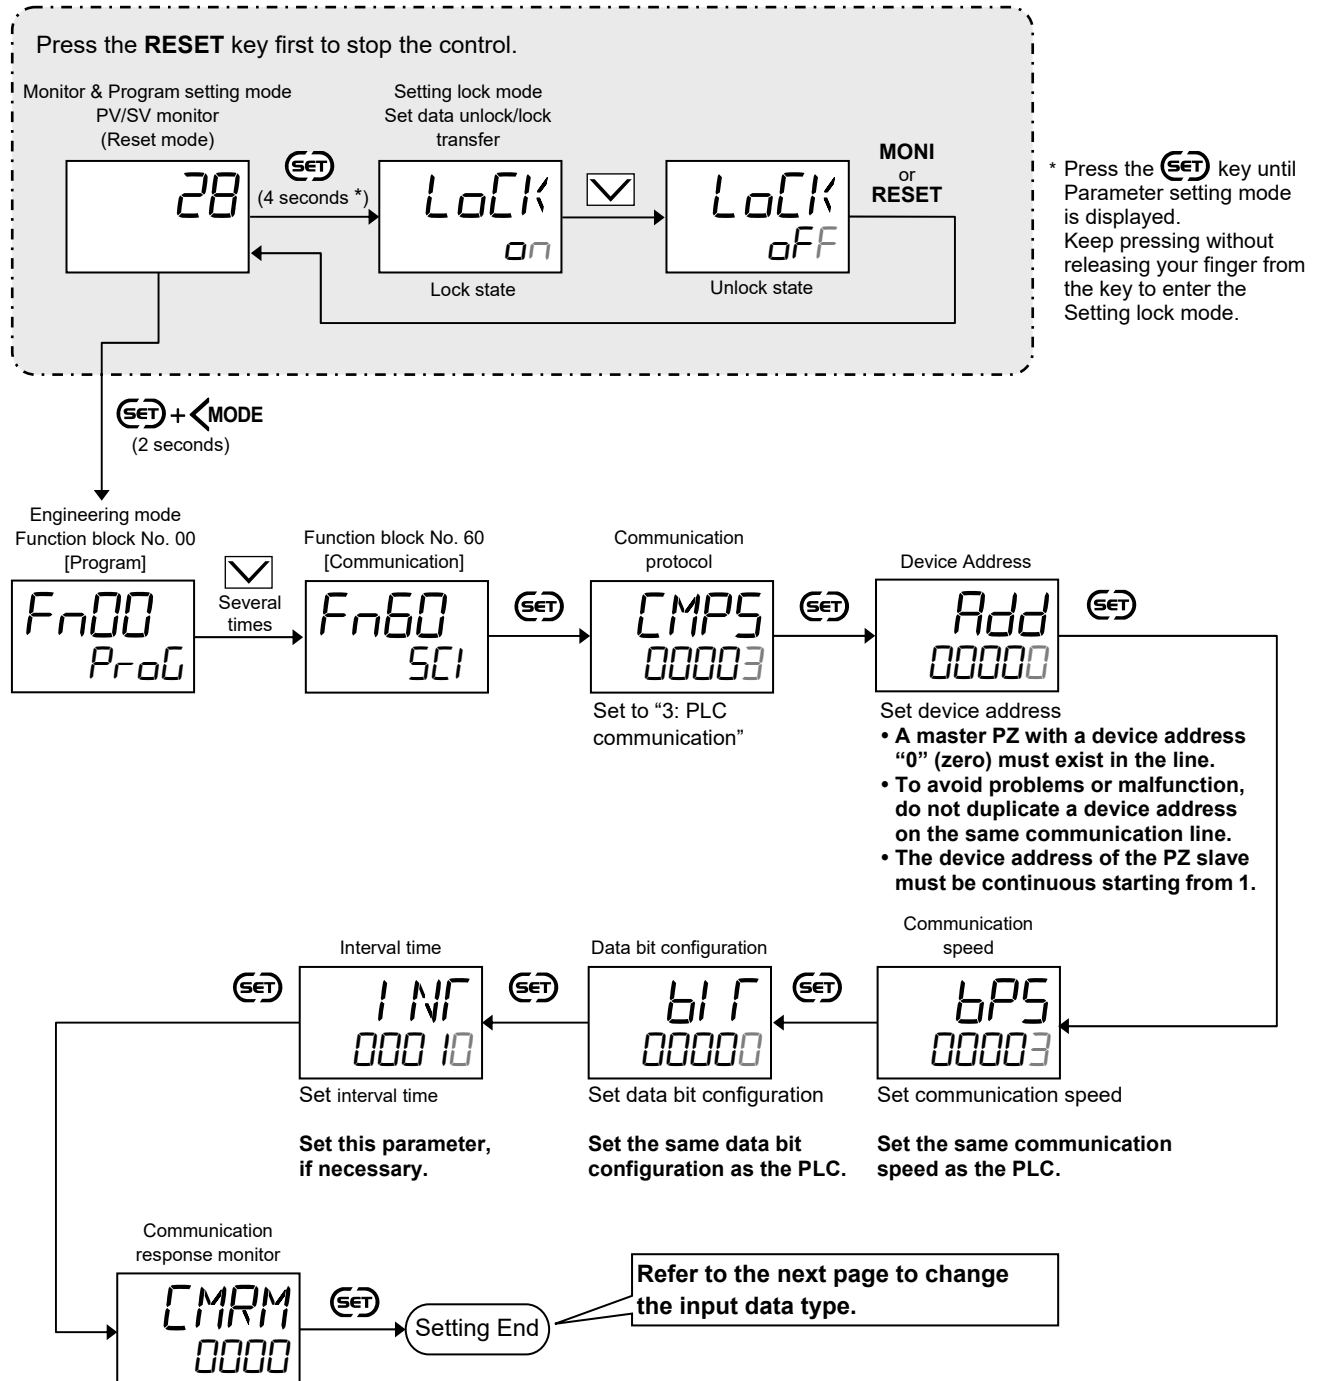 Press the RESET key first to stop the control.
Monitor & Program setting mode
PV/SV monitor
(Reset mode)
28
SET
(4 seconds *)
Setting lock mode
Set data unlock/lock
transfer
LoCK
on
Lock state
LoCK
oFF
Unlock state
MONI
or
RESET
* Press the SET key until
Parameter setting mode
is displayed.
Keep pressing without
releasing your finger from
the key to enter the
Setting lock mode.
SET + <MODE
(2 seconds)
Engineering mode
Function block No. 00
[Program]
Fn00
ProG
Several
times
Function block No. 60
[Communication]
Fn60
SCI
SET
Communication
protocol
CMPS
00003
Set to “3: PLC
communication”
SET
Device Address
Add
00000
Set device address
• A master PZ with a device address
“0” (zero) must exist in the line.
• To avoid problems or malfunction,
do not duplicate a device address
on the same communication line.
• The device address of the PZ slave
must be continuous starting from 1.
SET
Communication
speed
bPS
00003
Set communication speed
Set the same communication
speed as the PLC.
SET
Data bit configuration
bIT
00000
Set data bit configuration
Set the same data bit
configuration as the PLC.
SET
Interval time
INT
00010
Set interval time
Set this parameter,
if necessary.
SET
Communication
response monitor
CMRM
0000
SET
Setting End
Refer to the next page to change
the input data type.